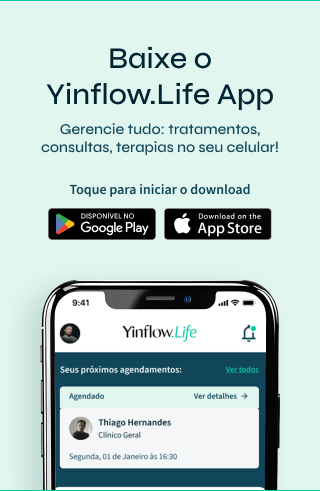 Baixe o
Yinflow.Life App
Gerencie tudo: tratamentos,
consultas, terapias no seu celular!
Toque para iniciar o download
DISPONÍVEL NO
Google Play
Download on the
App Store
9:41
Yinflow.Life
Seus próximos agendamentos:
Ver todos
Agendado
Ver detalhes →
Thiago Hernandes
Clínico Geral
Segunda, 01 de Janeiro às 16:30